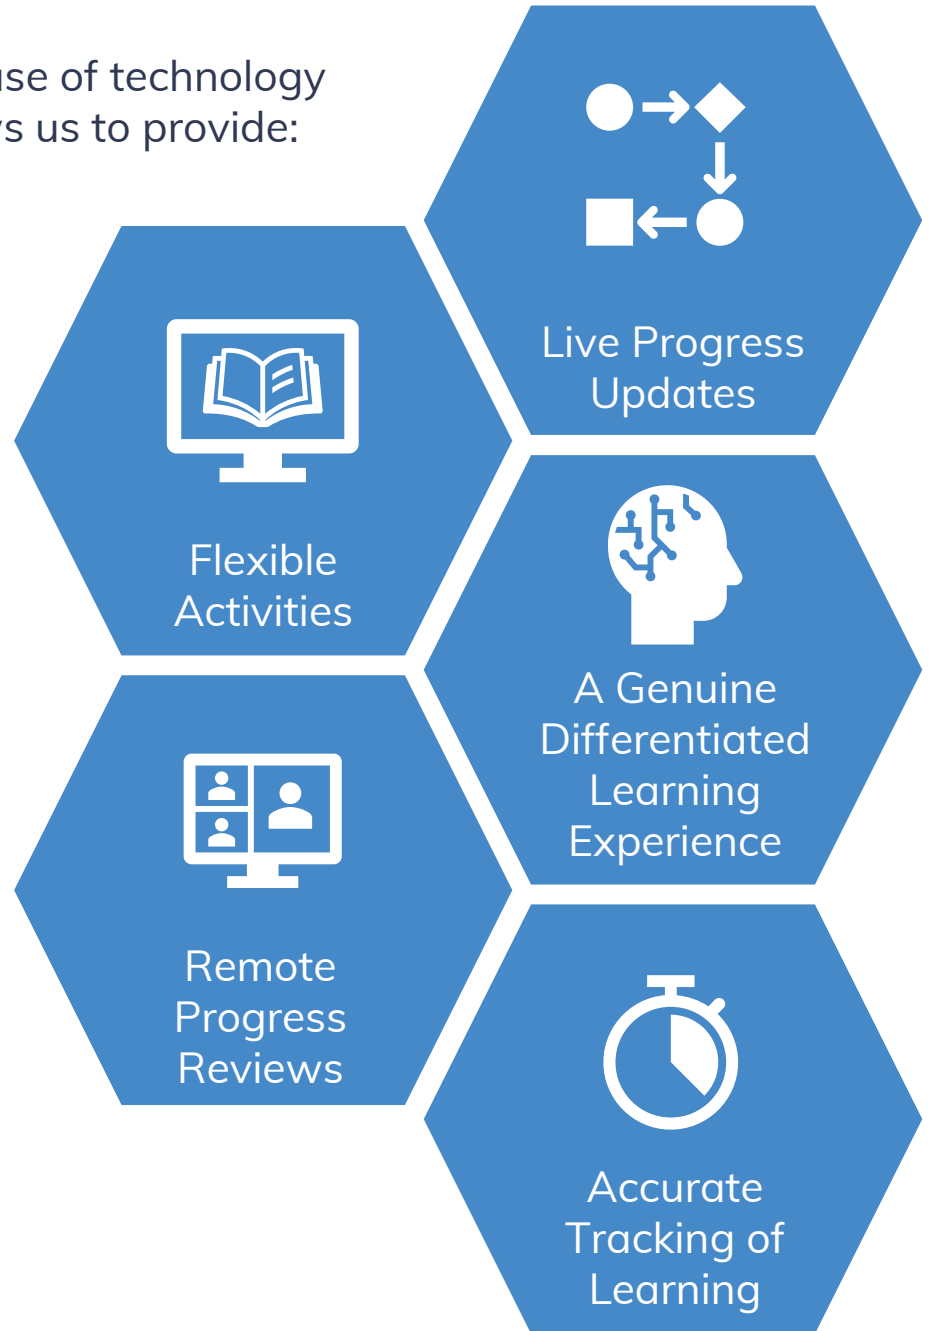 use of technology
us to provide:
Live Progress
Updates
Flexible
Activities
A Genuine
Differentiated
Learning
Experience
Remote
Progress
Reviews
Accurate
Tracking of
Learning